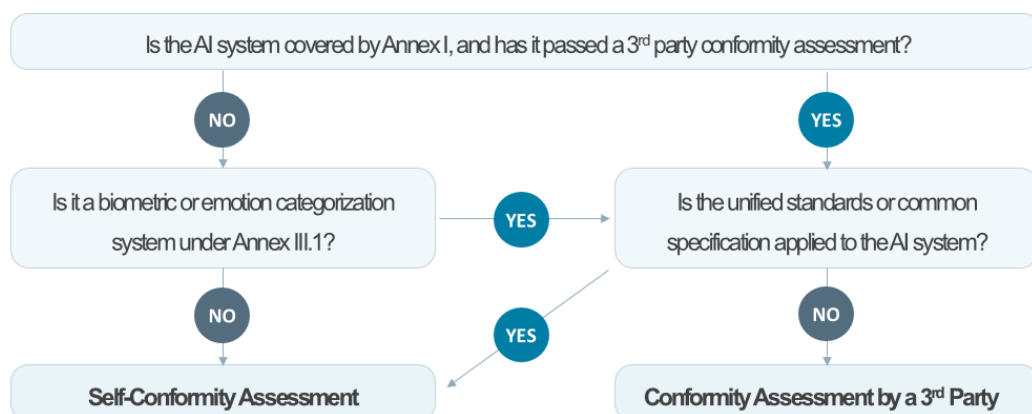 Is the AI system covered by Annex I, and has it passed a 3rd party conformity assessment?
NO
YES
Is it a biometric or emotion categorization
system under Annex III.1?
YES
Is the unified standards or common
specification applied to the AI system?
NO
YES
NO
Self-Conformity Assessment
Conformity Assessment by a 3rd Party